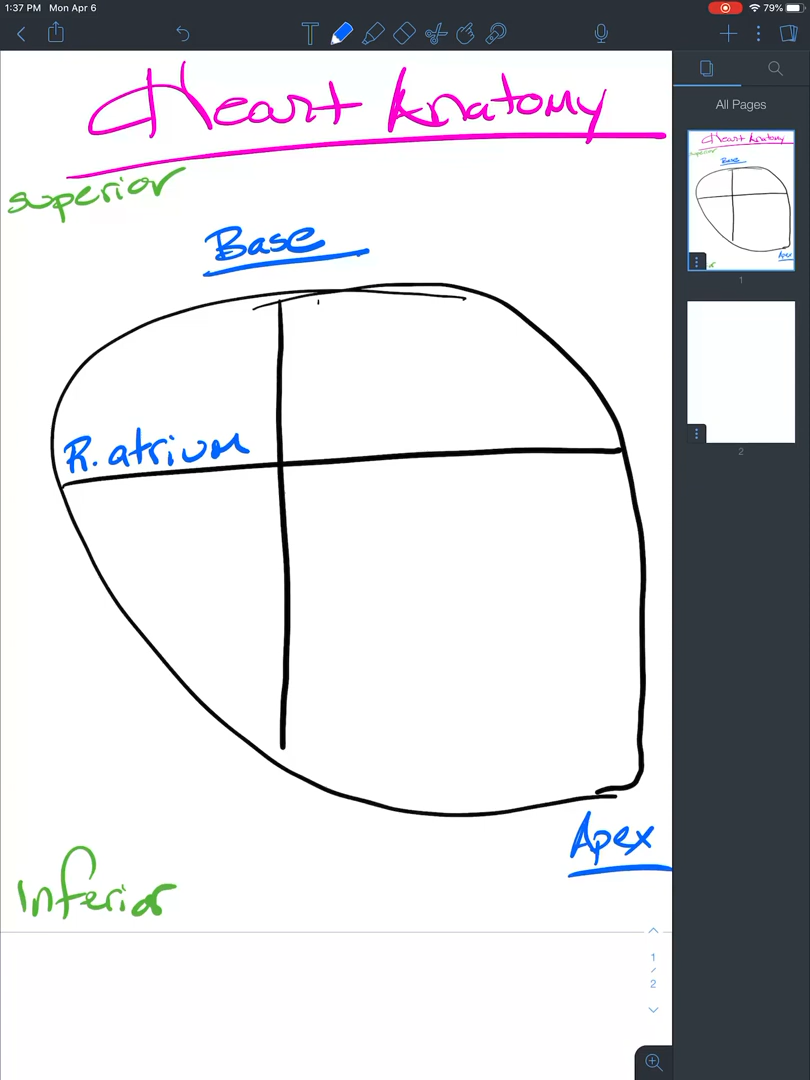 1:37 PM Mon Apr 6
79%
T
All Pages
Heart Anatomy
Superior
Base
R. atrium
Apex
Inferior
1
2
1
/
2